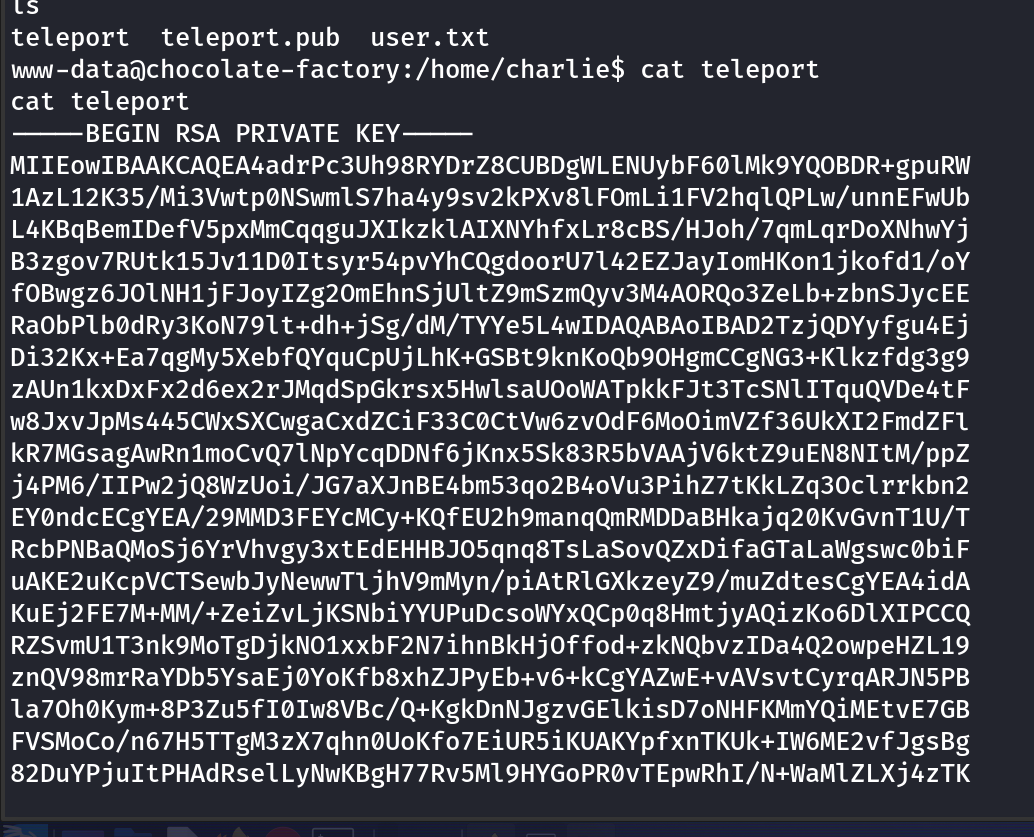 ls
teleport  teleport.pub  user.txt
www-data@chocolate-factory:/home/charlie$ cat teleport
cat teleport
-----BEGIN RSA PRIVATE KEY-----
MIIEowIBAAKCAQEA4adrPc3Uh98RYDrZ8CUBDgWLENUybF60lMk9YQOBDR+gpuRW
1AzL12K35/Mi3Vwtp0NSwmlS7ha4y9sv2kPXv8lFOmLi1FV2hqlQPLw/unnEFwUb
L4KBqBemIDefV5pxMmCqqguJXIkzklAIXNYhfxLr8cBS/HJoh/7qmLqrDoXNhwYj
B3zgov7RUtk15Jv11D0Itsyr54pvYhCQgdoorU7l42EZJayIomHKon1jkofd1/oY
fOBwgz6JOlNH1jFJoyIZg2OmEhnSjUltZ9mSzmQyv3M4AORQo3ZeLb+zbnSJycEE
RaObPlb0dRy3KoN79lt+dh+jSg/dM/TYYe5L4wIDAQABAoIBAD2TzjQDYyfgu4Ej
Di32Kx+Ea7qgMy5XebfQYquCpUjLhK+GSBt9knKoQb9OHgmCCgNG3+Klkzfdg3g9
zAUn1kxDxFx2d6ex2rJMqdSpGkrsx5HwlsaUOoWATpkkFJt3TcSNlITquQVDe4tF
w8JxvJpMs445CWxSXCwgaCxdZCiF33C0CtVw6zvOdF6MoOimVZf36UkXI2FmdZFl
kR7MGsagAwRn1moCvQ7lNpYcqDDNf6jKnx5Sk83R5bVAAjV6ktZ9uEN8NItM/ppZ
j4PM6/IIPw2jQ8WzUoi/JG7aXJnBE4bm53qo2B4oVu3PihZ7tKkLZq3Oclrrkbn2
EY0ndcECgYEA/29MMD3FEYcMCy+KQfEU2h9manqQmRMDDaBHkajq20KvGvnT1U/T
RcbPNBaQMoSj6YrVhvgy3xtEdEHHBJO5qnq8TsLaSovQZxDifaGTaLaWgswc0biF
uAKE2uKcpVCTSewbJyNewwTljhV9mMyn/piAtRlGXkzeyZ9/muZdtesCgYEA4idA
KuEj2FE7M+MM/+ZeiZvLjKSNbiYYUPuDcsoWYxQCp0q8HmtjyAQizKo6DlXIPCCQ
RZSvmU1T3nk9MoTgDjkNO1xxbF2N7ihnBkHjOffod+zkNQbvzIDa4Q2owpeHZL19
znQV98mrRaYDb5YsaEj0YoKfb8xhZJPyEb+v6+kCgYAZwE+vAVsvtCyrqARJN5PB
la7Oh0Kym+8P3Zu5fI0Iw8VBc/Q+KgkDnNJgzvGElkisD7oNHFKMmYQiMEtvE7GB
FVSMoCo/n67H5TTgM3zX7qhn0UoKfo7EiUR5iKUAKYpfxnTKUk+IW6ME2vfJgsBg
82DuYPjuItPHAdRselLyNwKBgH77Rv5Ml9HYGoPR0vTEpwRhI/N+WaMlZLXj4zTK